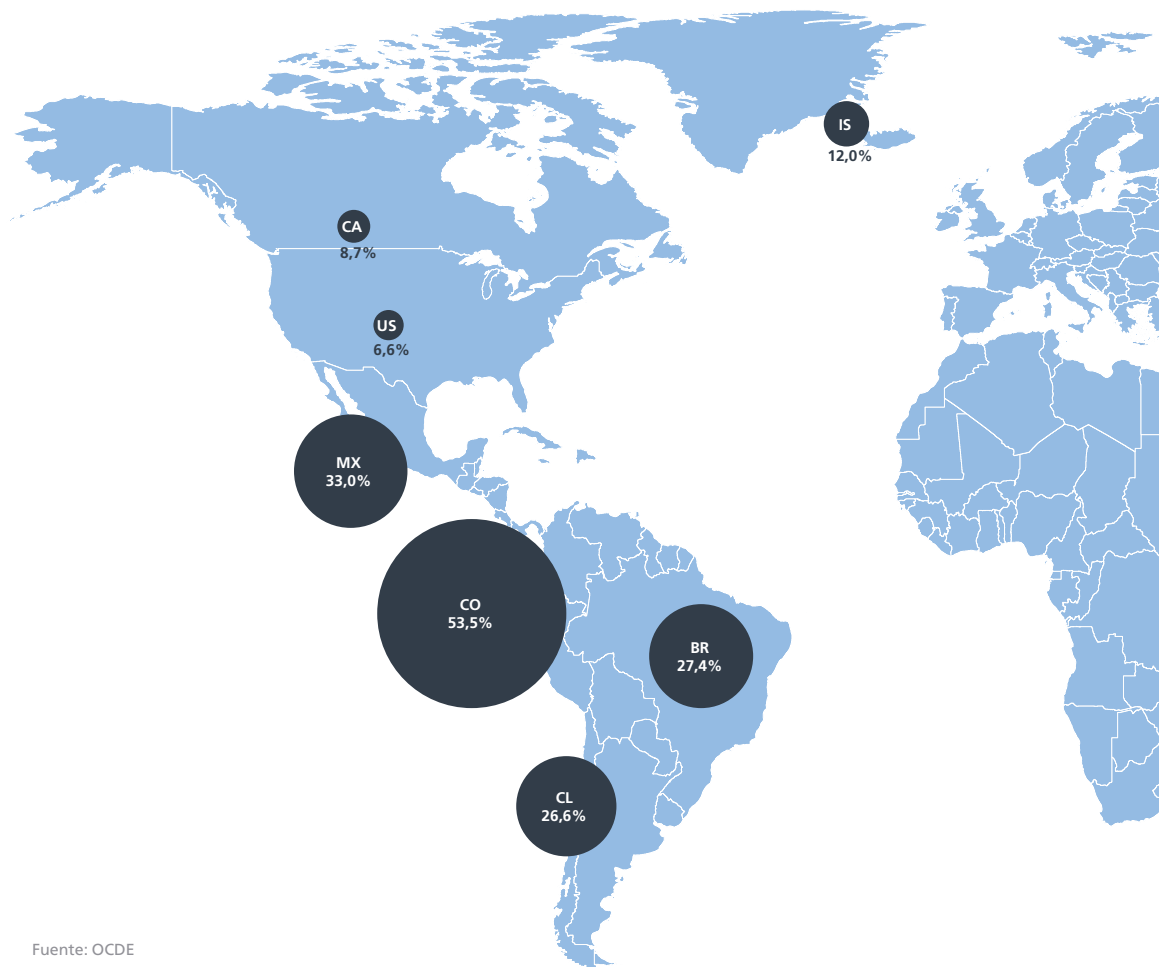 IS
12,0%
CA
8,7%
US
6,6%
MX
33,0%
CO
53,5%
BR
27,4%
CL
26,6%
Fuente: OCDE